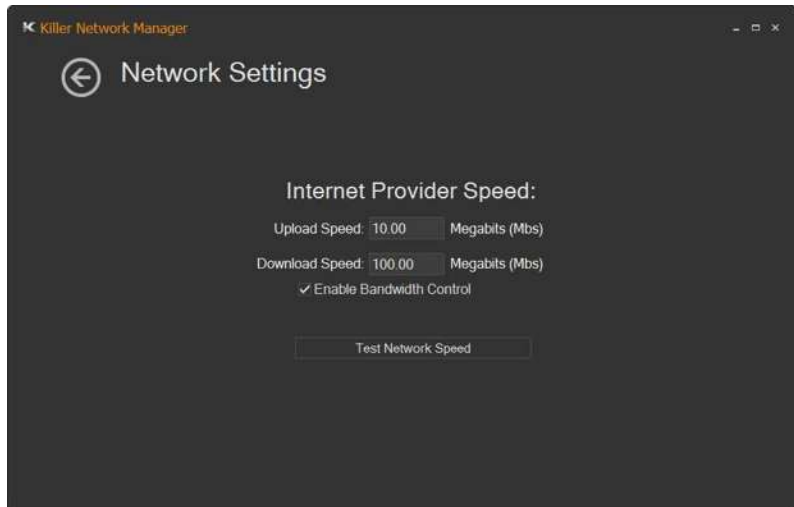 Killer Network Manager
Network Settings
Internet Provider Speed:
Upload Speed: 10.00 Megabits (Mbs)
Download Speed: 100.00 Megabits (Mbs)
Enable Bandwidth Control
Test Network Speed